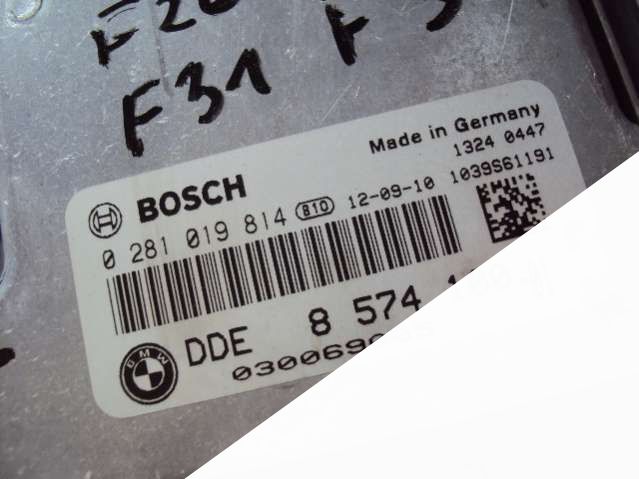 F31 F
Made in Germany
1324 0447
BOSCH
0 281 019 814 B10 12-09-10 1039S61191
BMW
DDE 8 574